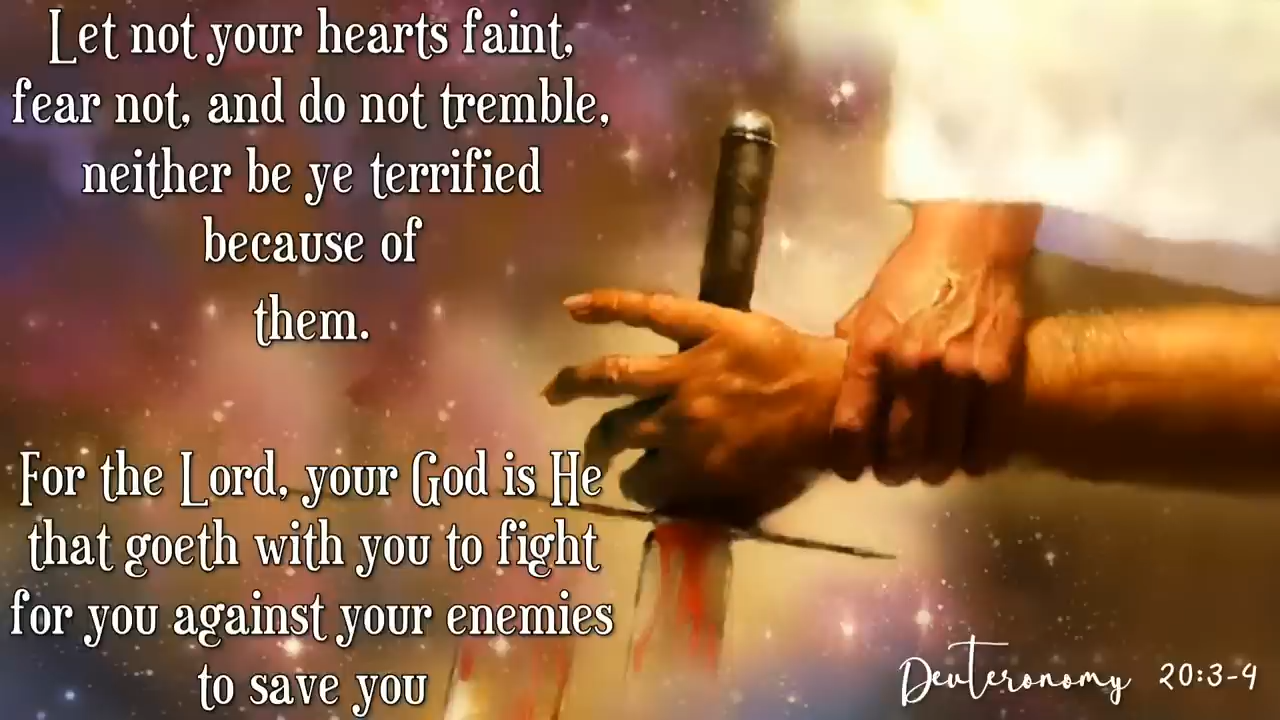 Let not your hearts faint,
fear not, and do not tremble,
neither be ye terrified
because of
them.
For the Lord, your God is He
that goeth with you to fight
for you against your enemies
to save you
Deuteronomy 20:3-4